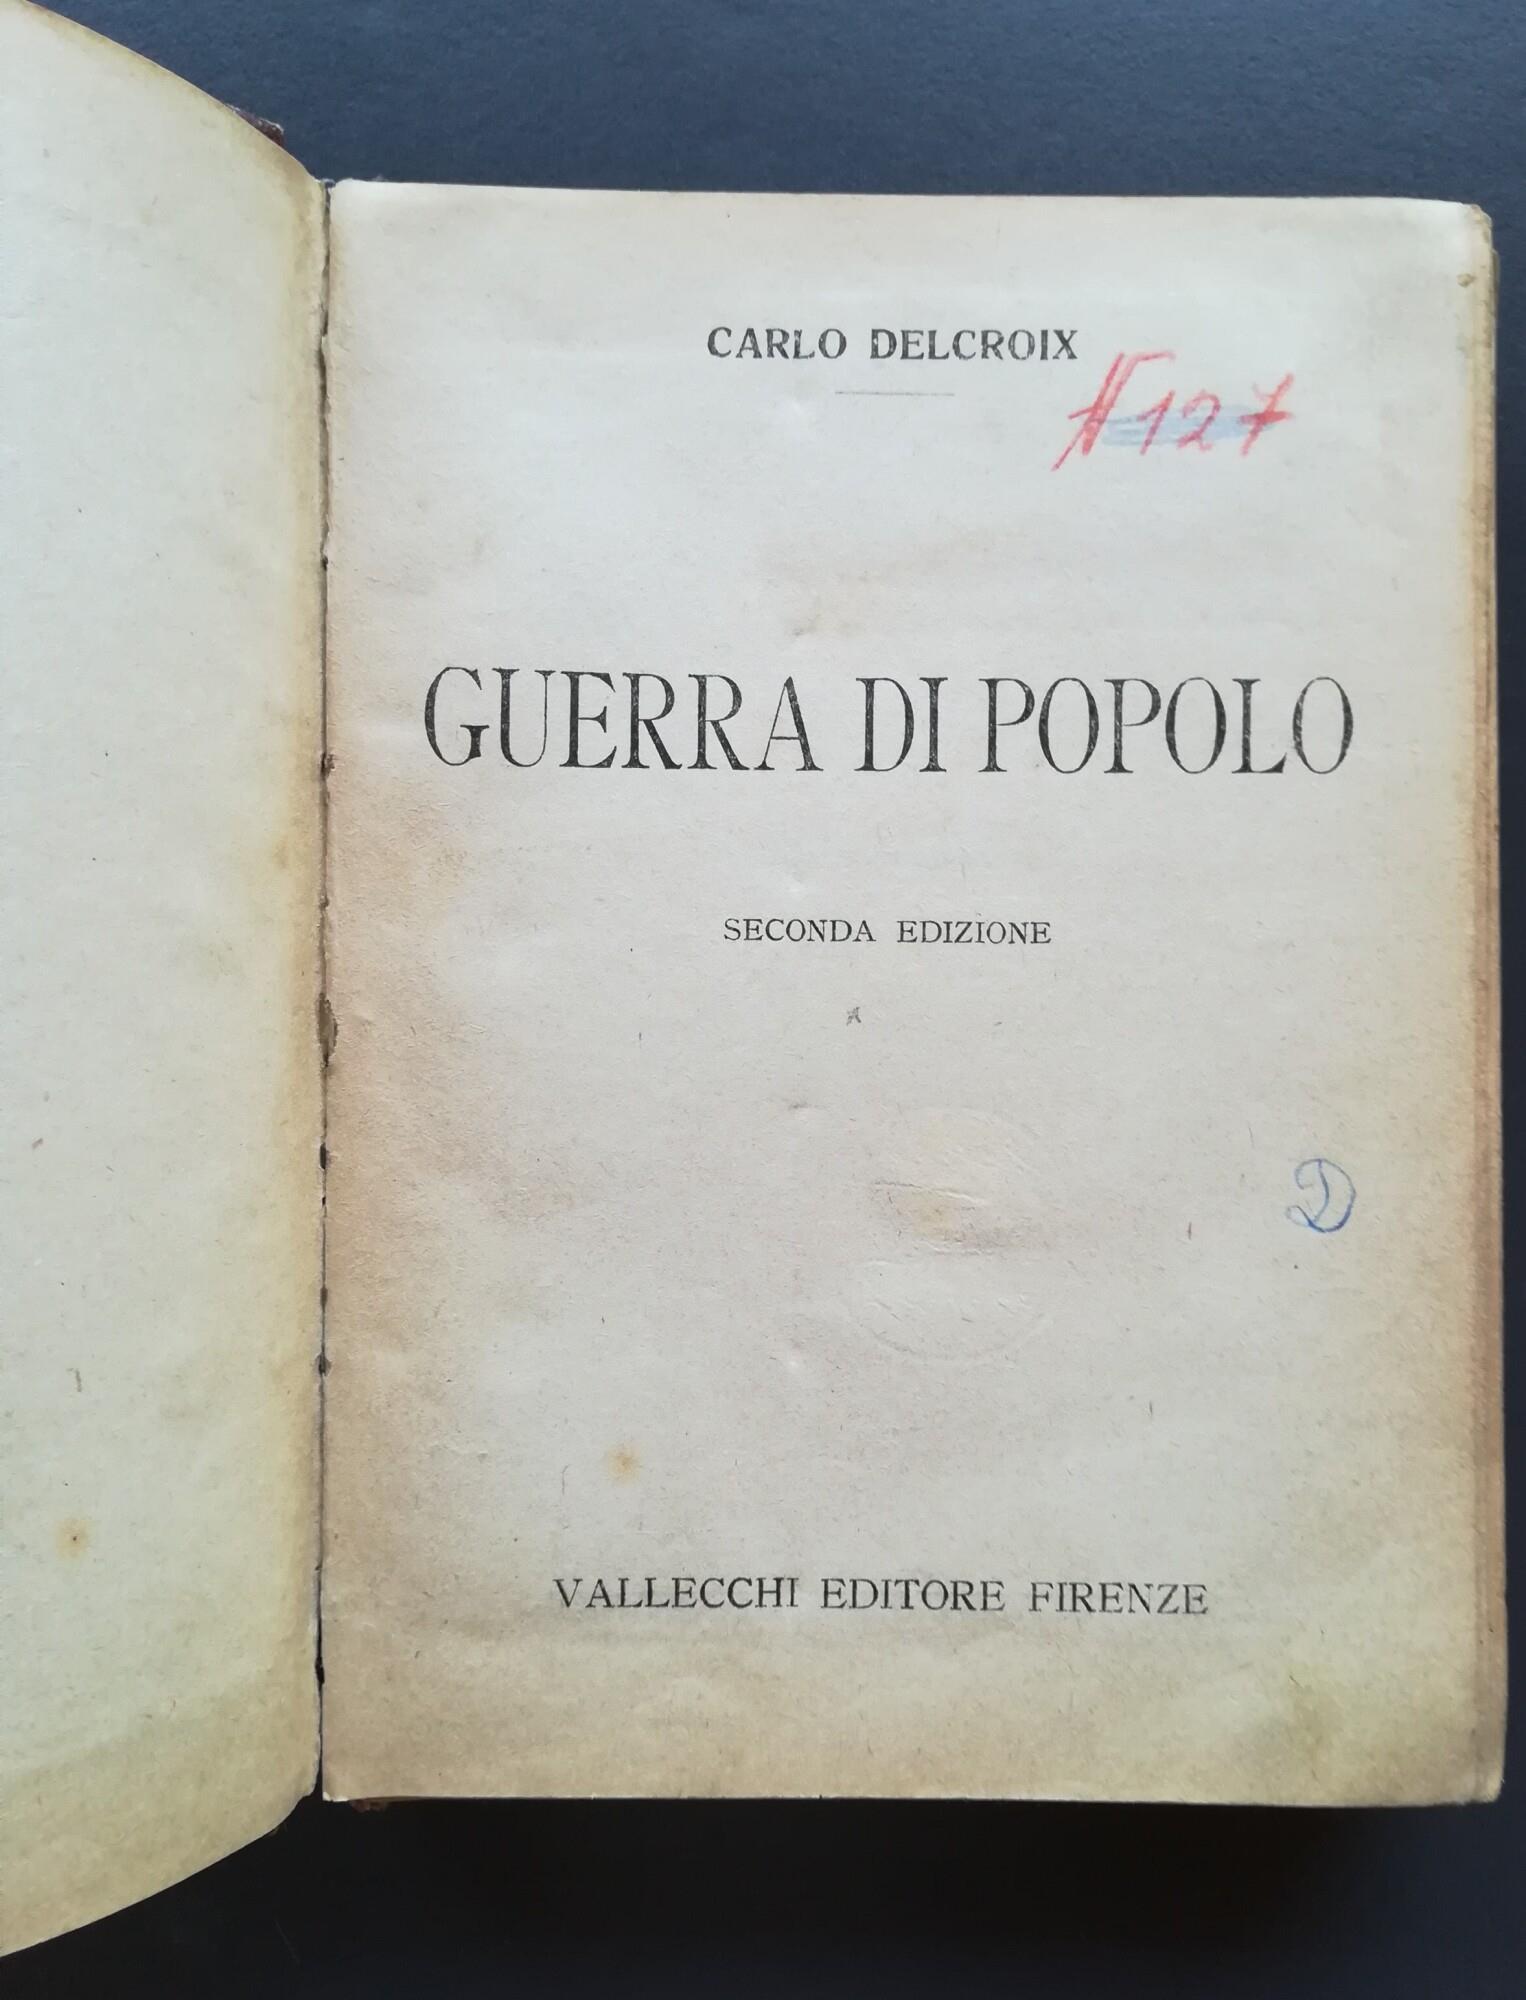 CARLO DELCROIX
N 127
GUERRA DI POPOLO
SECONDA EDIZIONE
D
VALLECCHI EDITORE FIRENZE